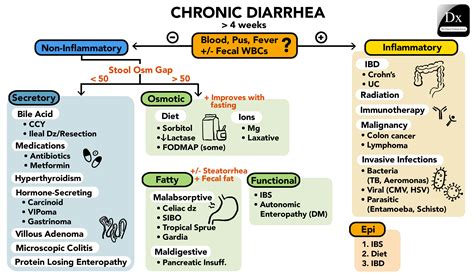 CHRONIC DIARRHEA
> 4 weeks
Dx
Non-Inflammatory
Blood, Pus, Fever
+/- Fecal WBCs
?
Inflammatory
Stool Osm Gap
< 50
> 50
Secretory
Bile Acid
• CCY
• Ileal Dz/Resection
Medications
• Antibiotics
• Metformin
Hyperthyroidism
Hormone-Secreting
• Carcinoid
• VIPoma
• Gastrinoma
Villous Adenoma
Microscopic Colitis
Protein Losing Enteropathy
Osmotic
+ Improves with
fasting
Diet
• Sorbitol
• ↓Lactase
• FODMAP (some)
Ions
• Mg
• Laxative
Fatty
+/- Steatorrhea
+ Fecal fat
Malabsorptive
• Celiac dz
• SIBO
• Tropical Sprue
• Gardia
Maldigestive
• Pancreatic Insuff.
Functional
• IBS
• Autonomic
Enteropathy (DM)
IBD
• Crohn's
• UC
Radiation
Immunotherapy
Malignancy
• Colon cancer
• Lymphoma
Invasive Infections
• Bacteria
(TB, Aeromonas)
• Viral (CMV, HSV)
• Parasitic
(Entamoeba, Schisto)
Epi
1. IBS
2. Diet
3. IBD